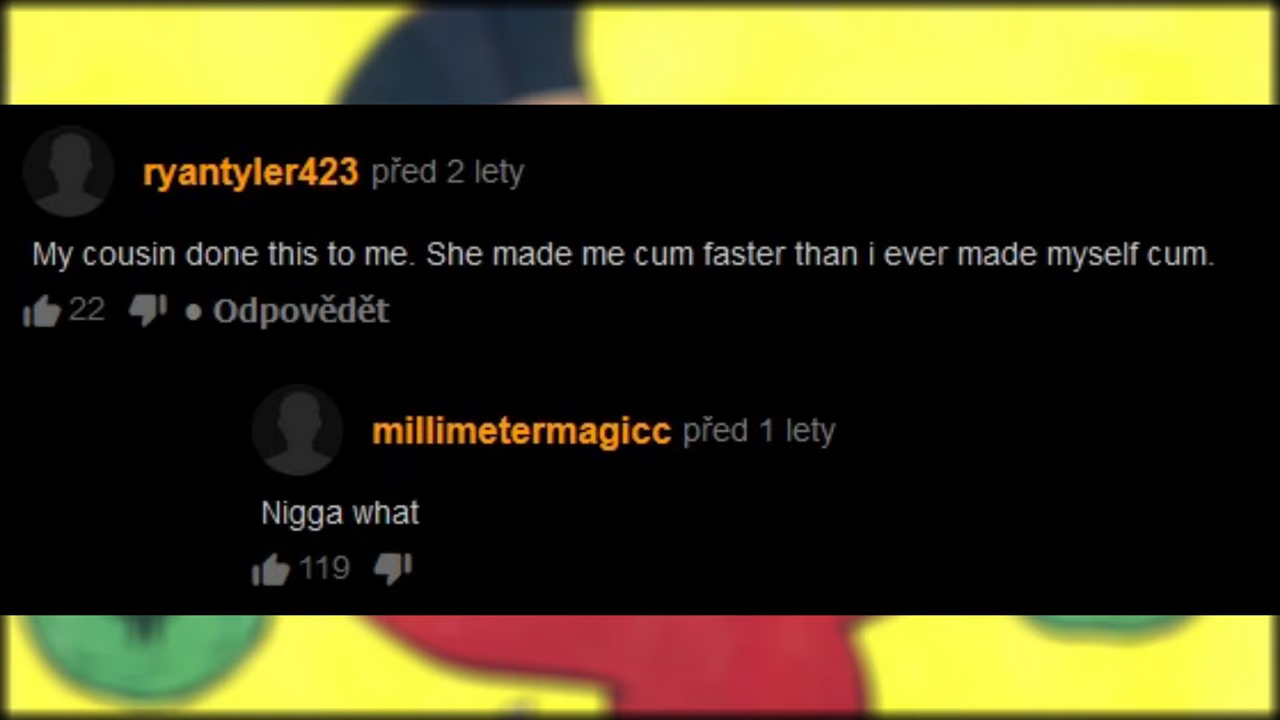 ryantyler423 před 2 lety
My cousin done this to me. She made me cum faster than i ever made myself cum.
22 • Odpovědět
millimetermagicc před 1 lety
Nigga what
119